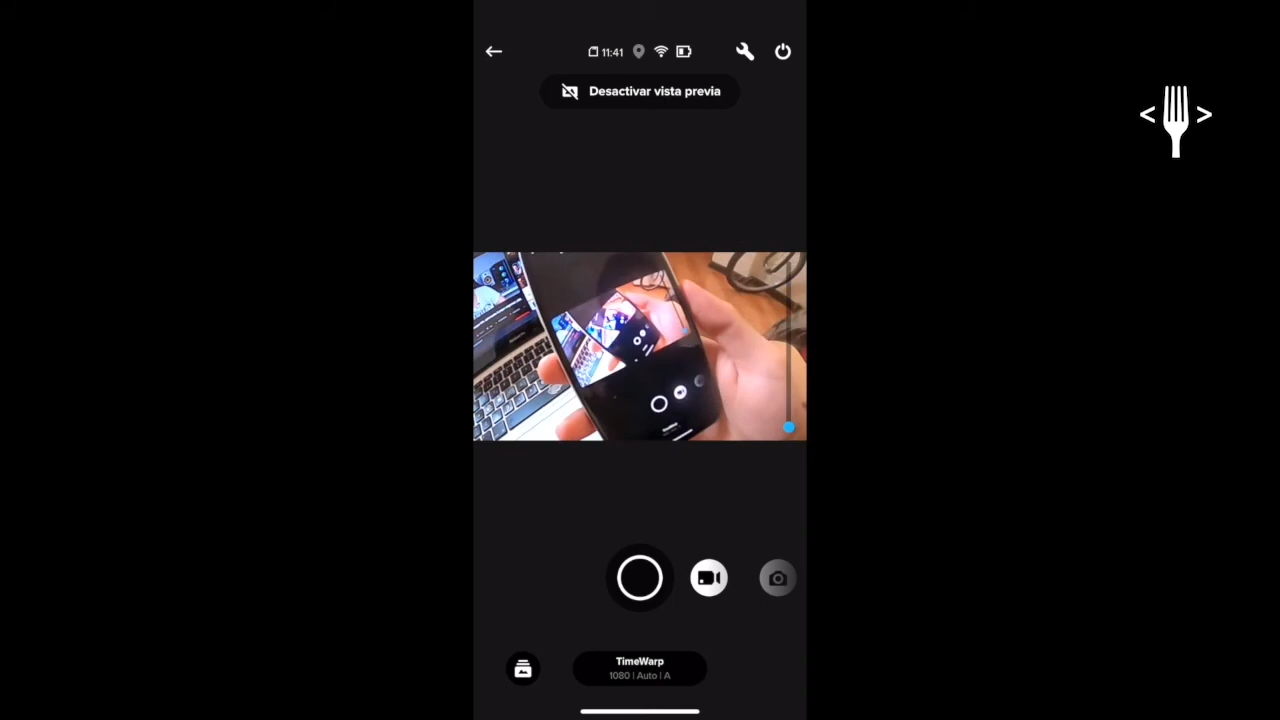 11:41
Desactivar vista previa
< >
TimeWarp
1080 | Auto | A